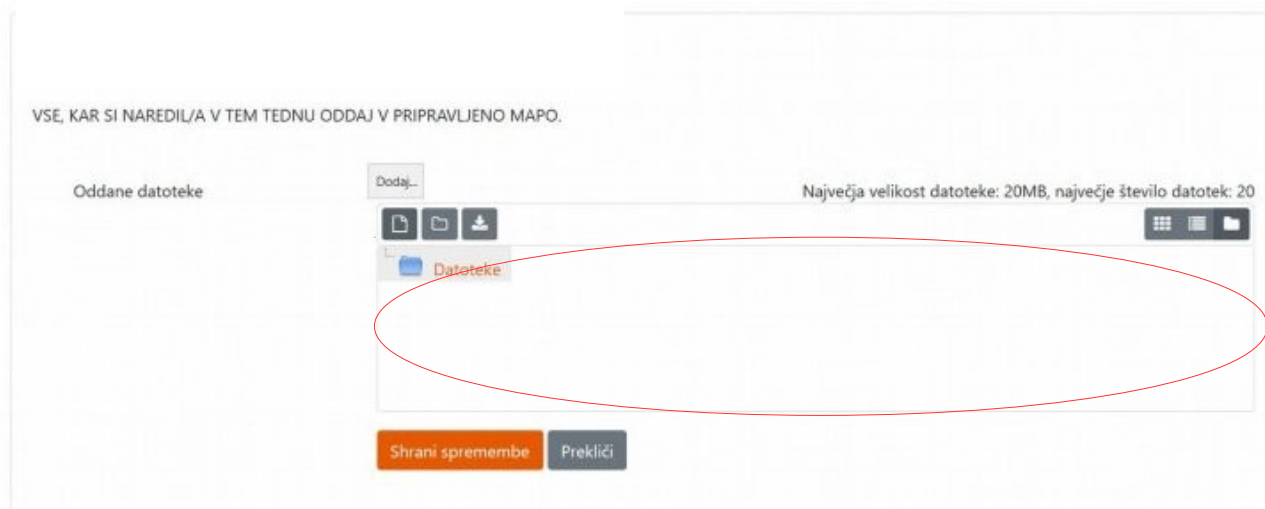 VSE, KAR SI NAREDIL/A V TEM TEDNU ODDAJ V PRIPRAVLJENO MAPO.
Oddane datoteke
Dodaj...
Največja velikost datoteke: 20MB, največje število datotek: 20
Datoteke
Shrani spremembe
Prekliči